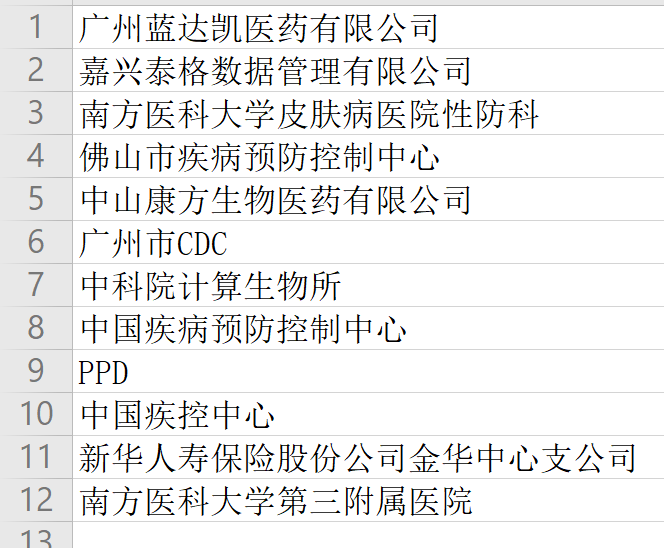 1 广州蓝达凯医药有限公司
2 嘉兴泰格数据管理有限公司
3 南方医科大学皮肤病医院性防科
4 佛山市疾病预防控制中心
5 中山康方生物医药有限公司
6 广州市CDC
7 中科院计算生物所
8 中国疾病预防控制中心
9 PPD
10 中国疾控中心
11 新华人寿保险股份公司金华中心支公司
12 南方医科大学第三附属医院
13